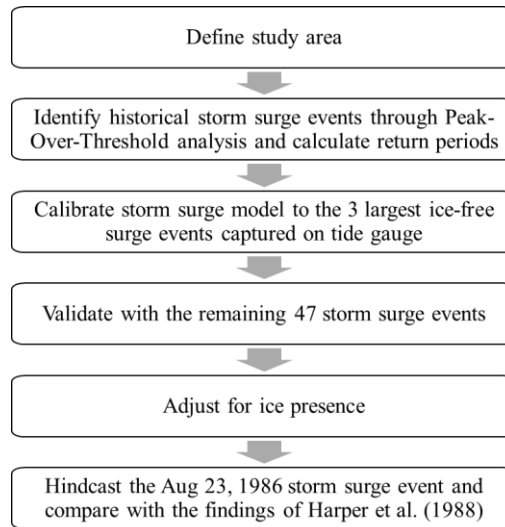 Define study area
Identify historical storm surge events through Peak-
Over-Threshold analysis and calculate return periods
Calibrate storm surge model to the 3 largest ice-free
surge events captured on tide gauge
Validate with the remaining 47 storm surge events
Adjust for ice presence
Hindcast the Aug 23, 1986 storm surge event and
compare with the findings of Harper et al. (1988)